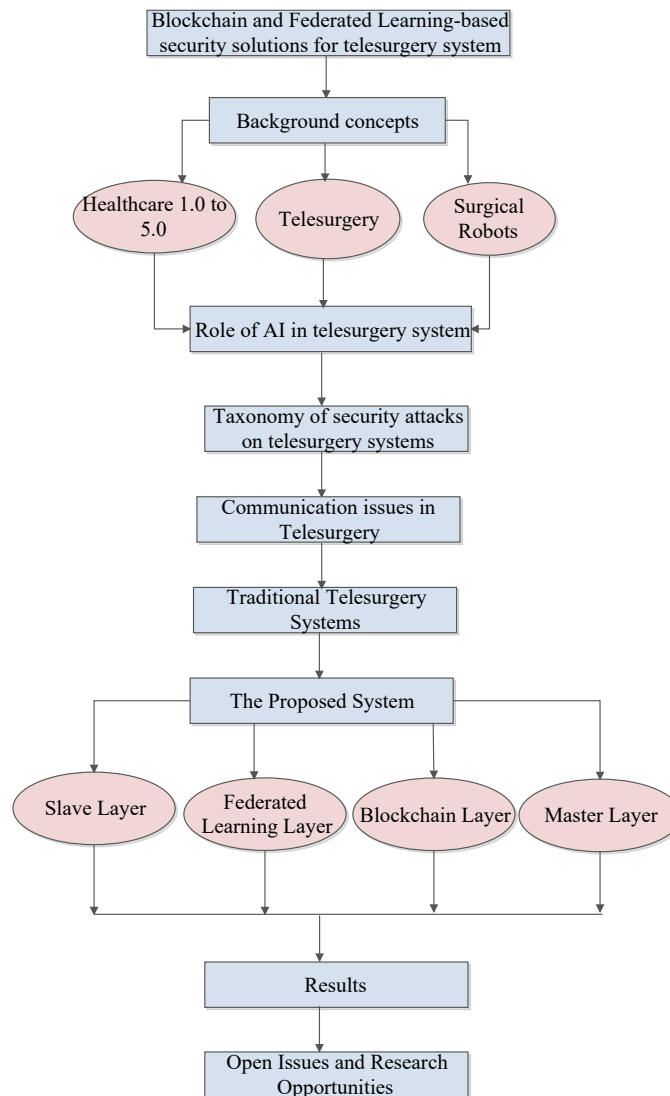 Blockchain and Federated Learning-based
security solutions for telesurgery system
Background concepts
Healthcare 1.0 to
5.0
Telesurgery
Surgical
Robots
Role of AI in telesurgery system
Taxonomy of security attacks
on telesurgery systems
Communication issues in
Telesurgery
Traditional Telesurgery
Systems
The Proposed System
Slave Layer
Federated
Learning Layer
Blockchain Layer
Master Layer
Results
Open Issues and Research
Opportunities